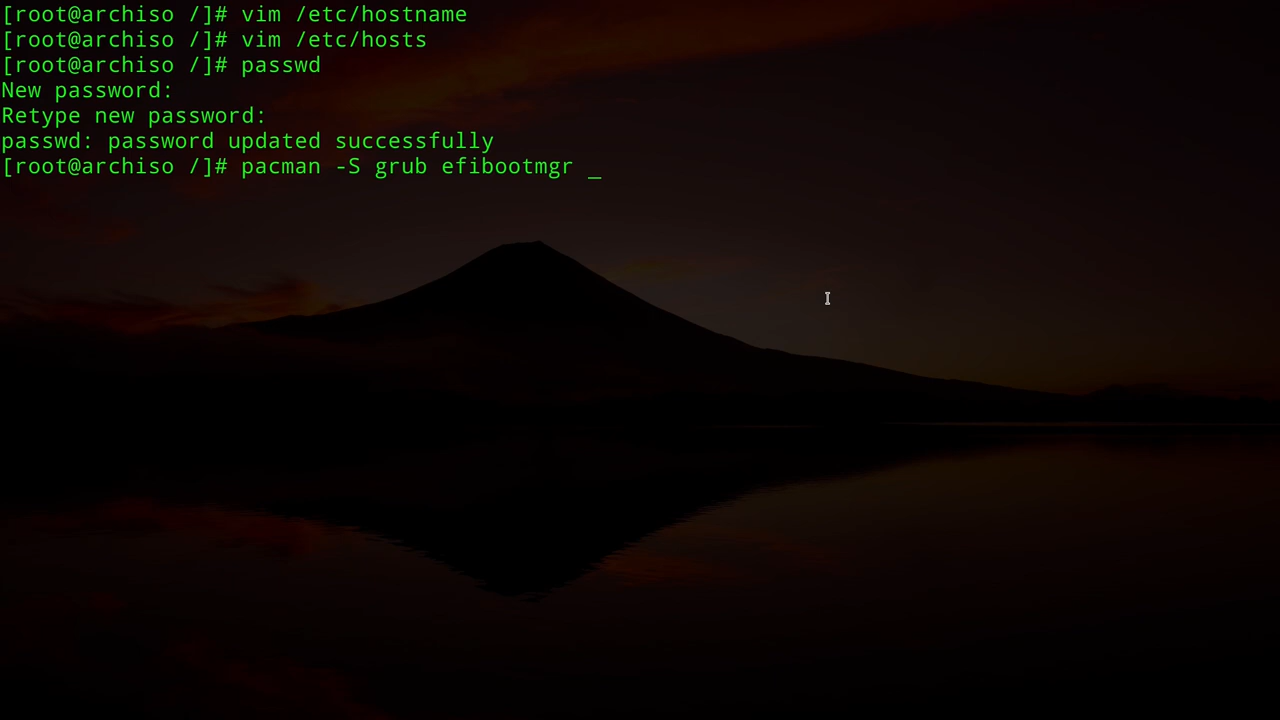 [root@archiso /]# vim /etc/hostname
[root@archiso /]# vim /etc/hosts
[root@archiso /]# passwd
New password:
Retype new password:
passwd: password updated successfully
[root@archiso /]# pacman -S grub efibootmgr _